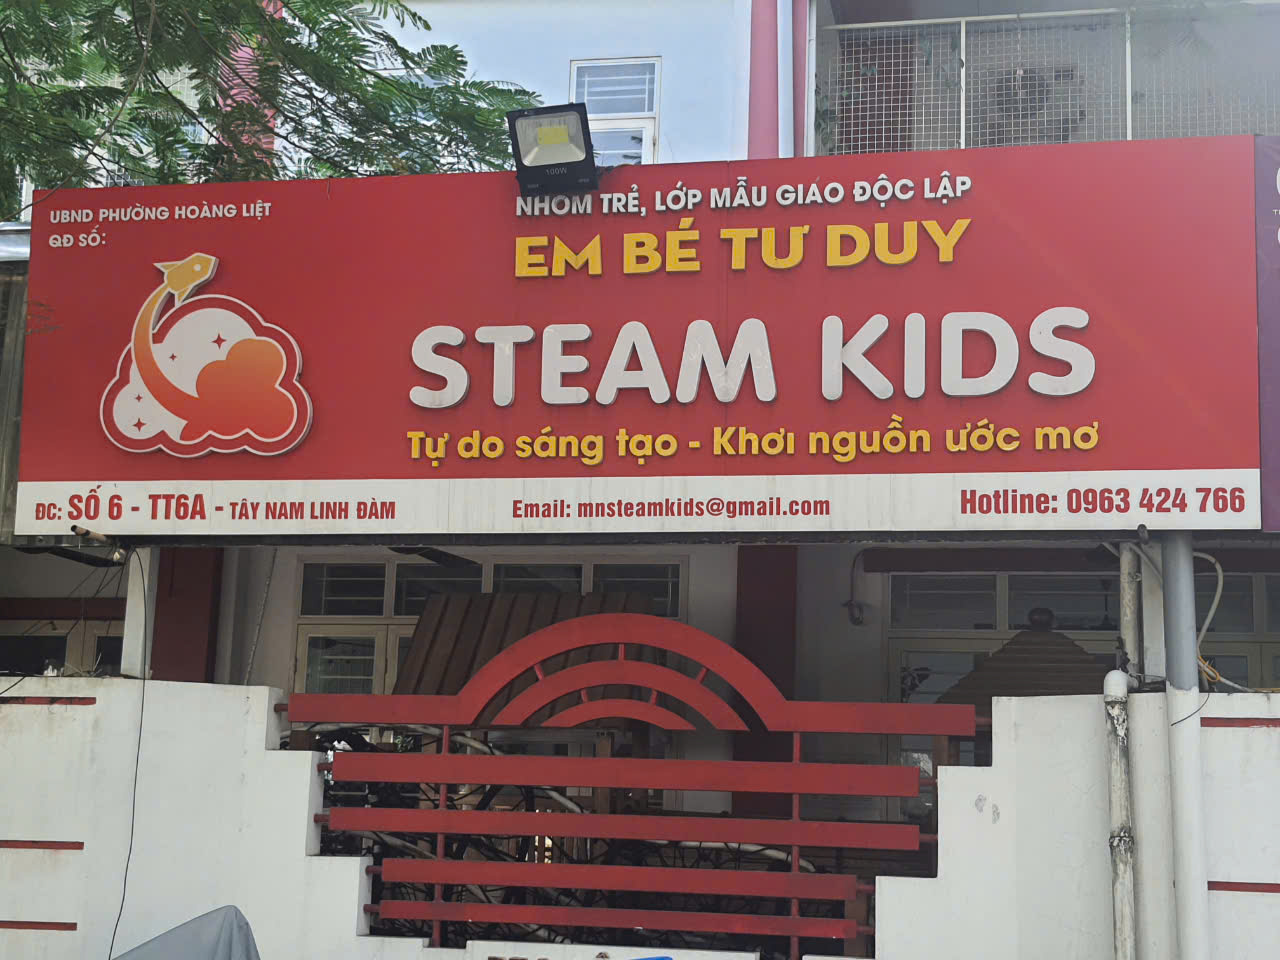 UBND PHƯỜNG HOÀNG LIỆT
QĐ SỐ:
100W
NHÓM TRẺ, LỚP MẪU GIÁO ĐỘC LẬP
EM BÉ TƯ DUY
STEAM KIDS
Tự do sáng tạo - Khơi nguồn ước mơ
ĐC: SỐ 6 - TT6A - TÂY NAM LINH ĐÀM
Email: mnsteamkids@gmail.com
Hotline: 0963 424 766